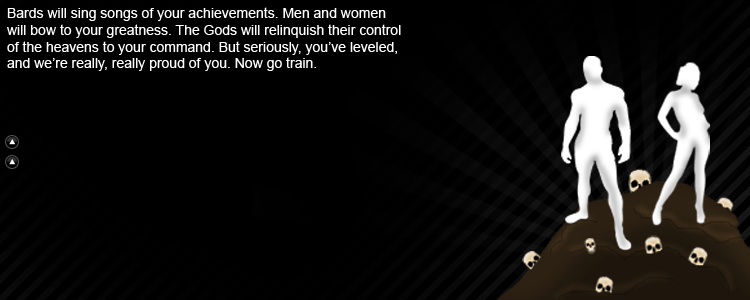 Bards will sing songs of your achievements. Men and women
will bow to your greatness. The Gods will relinquish their control
of the heavens to your command. But seriously, you’ve leveled,
and we’re really, really proud of you. Now go train.